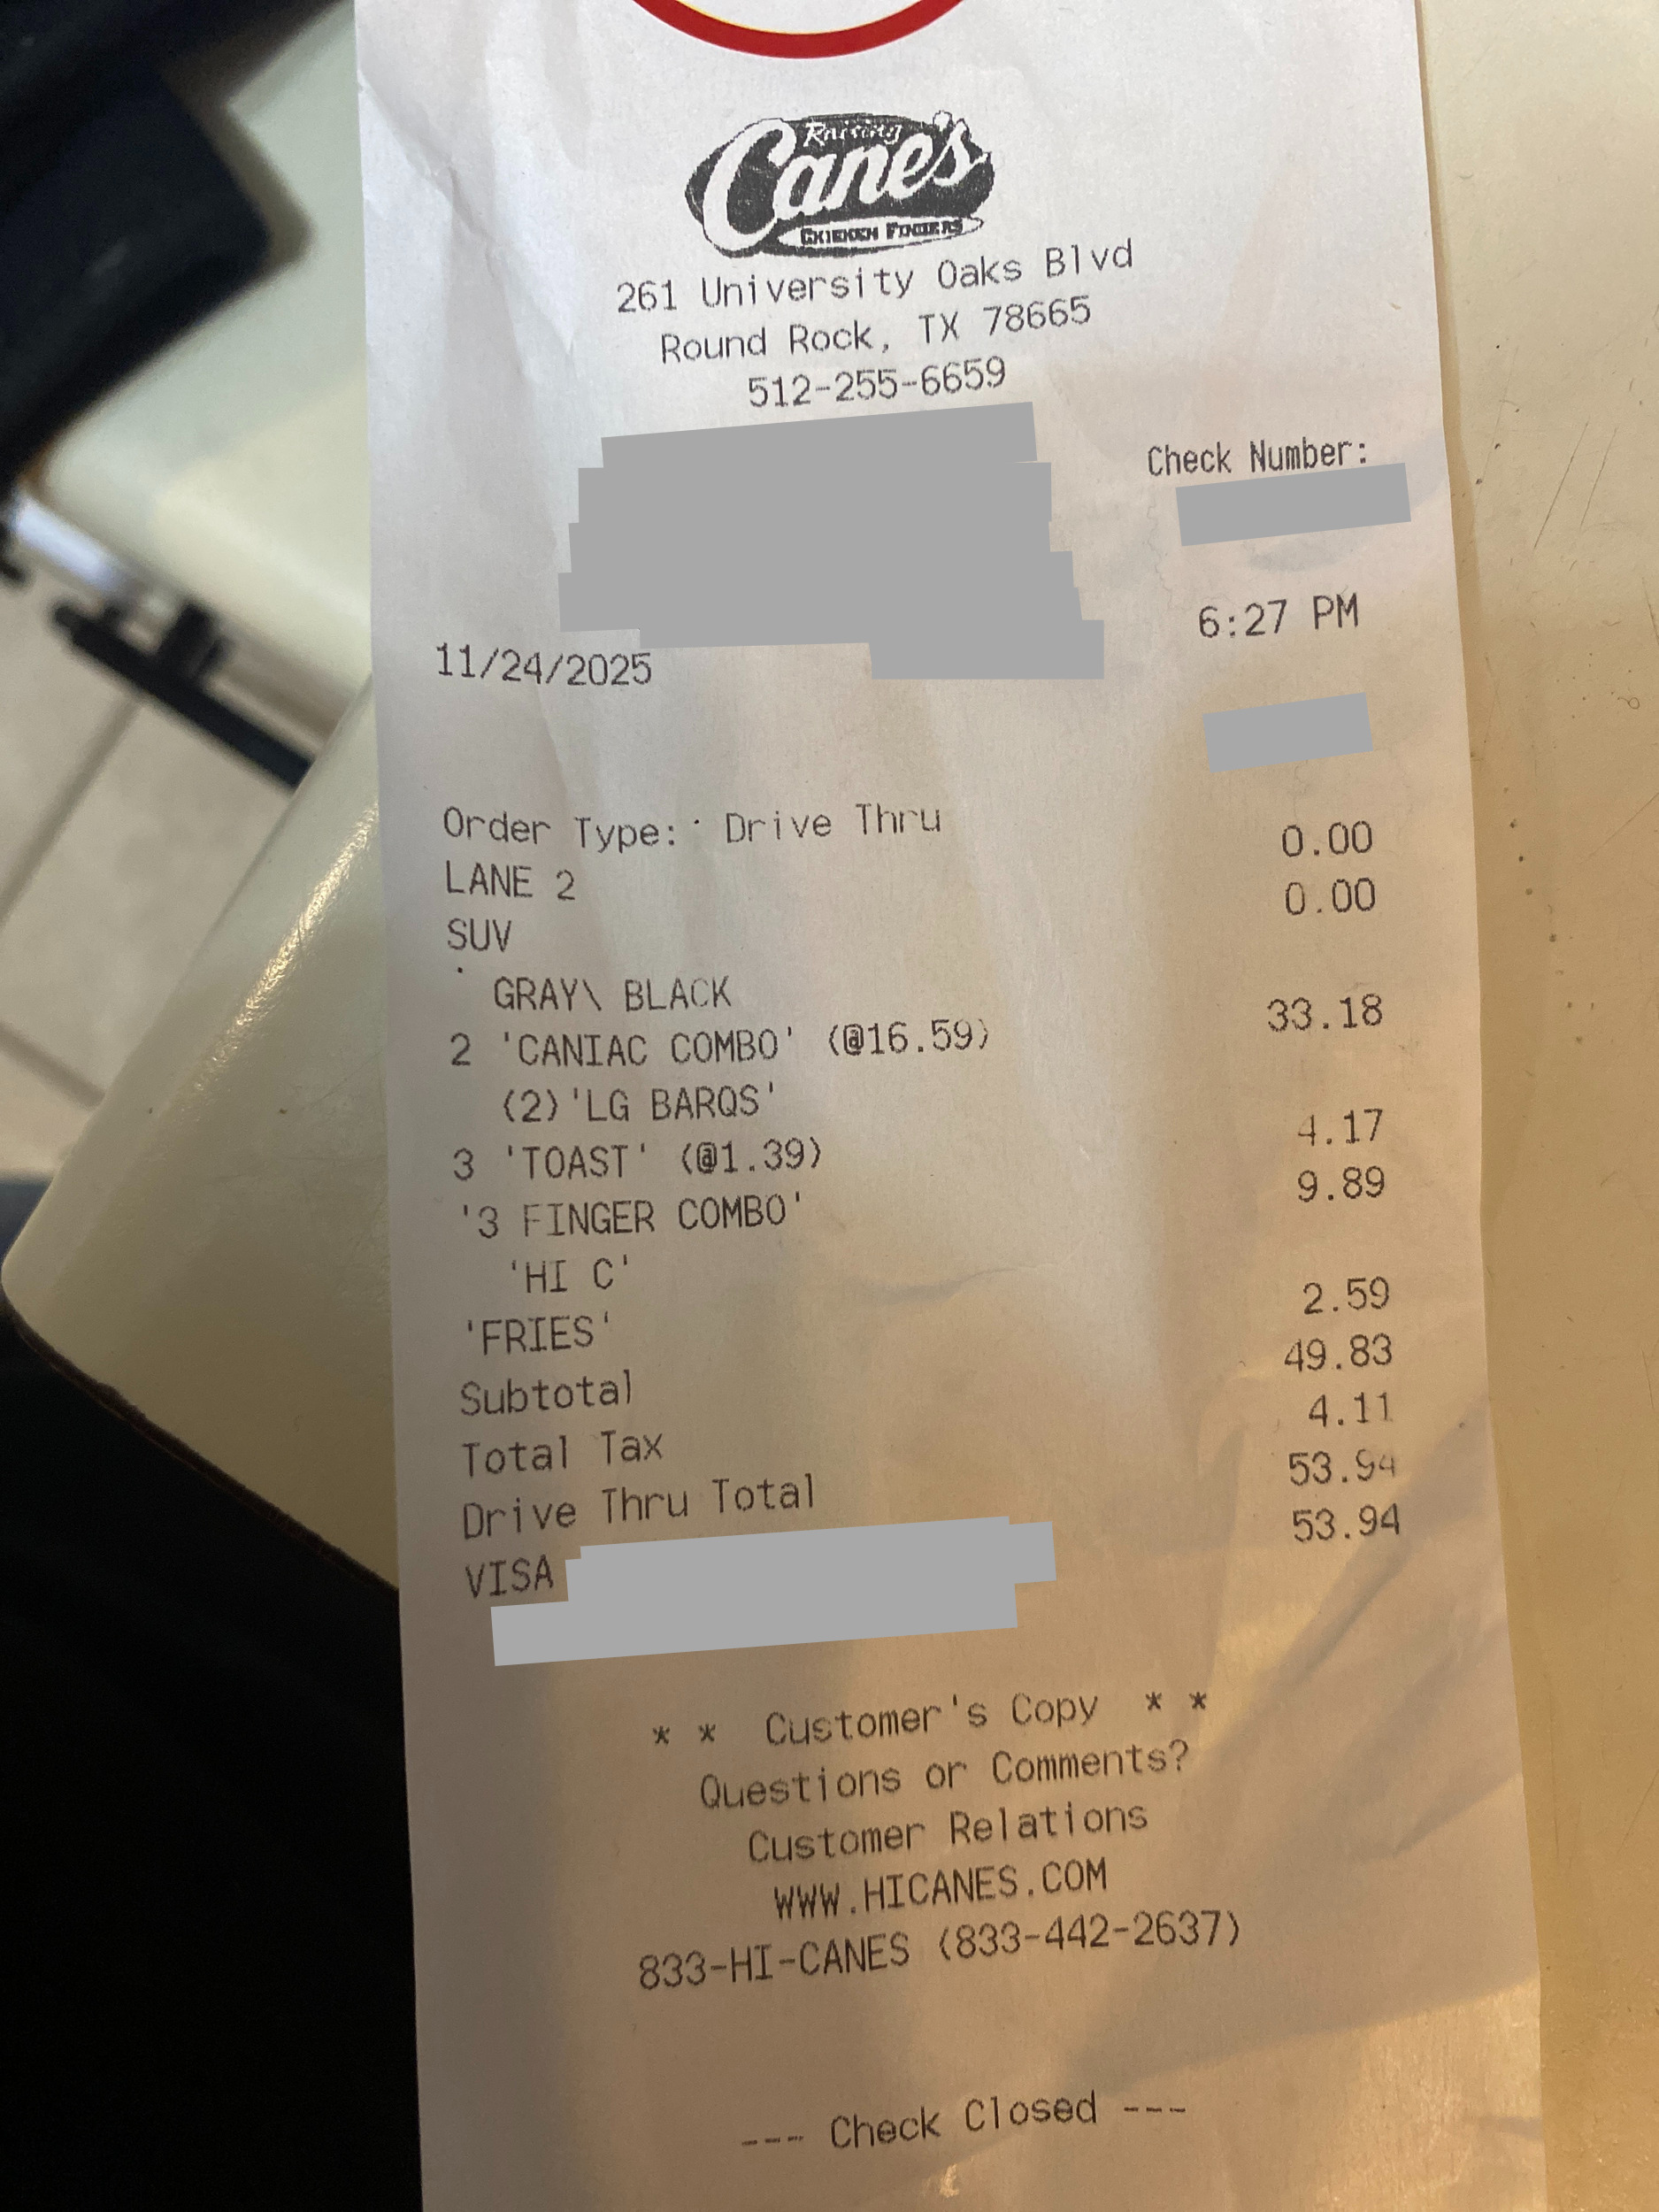 Raising
Cane's
CHICKEN FINGERS
261 University Oaks Blvd
Round Rock, TX 78665
512-255-6659
Check Number:
11/24/2025 6:27 PM
Order Type: Drive Thru
LANE 2 0.00
SUV 0.00
GRAY\ BLACK
2 'CANIAC COMBO' (@16.59) 33.18
(2)'LG BARQS'
3 'TOAST' (@1.39) 4.17
'3 FINGER COMBO' 9.89
'HI C'
'FRIES' 2.59
Subtotal 49.83
Total Tax 4.11
Drive Thru Total 53.94
VISA 53.94
* * Customer's Copy * *
Questions or Comments?
Customer Relations
WWW.HICANES.COM
833-HI-CANES (833-442-2637)
--- Check Closed ---